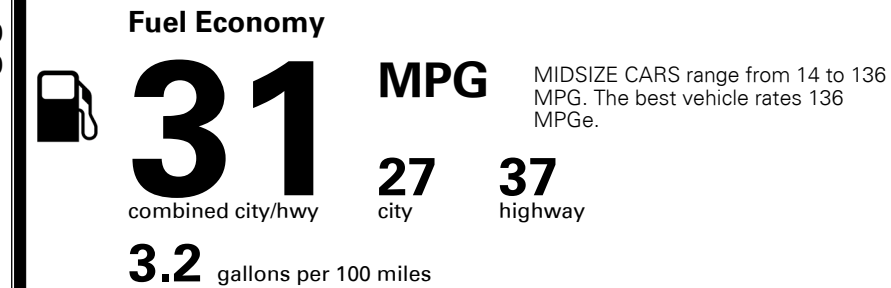 Fuel Economy
31
MPG
MIDSIZE CARS range from 14 to 136
MPG. The best vehicle rates 136
MPGe.
27
37
combined city/hwy
city
highway
3.2 gallons per 100 miles